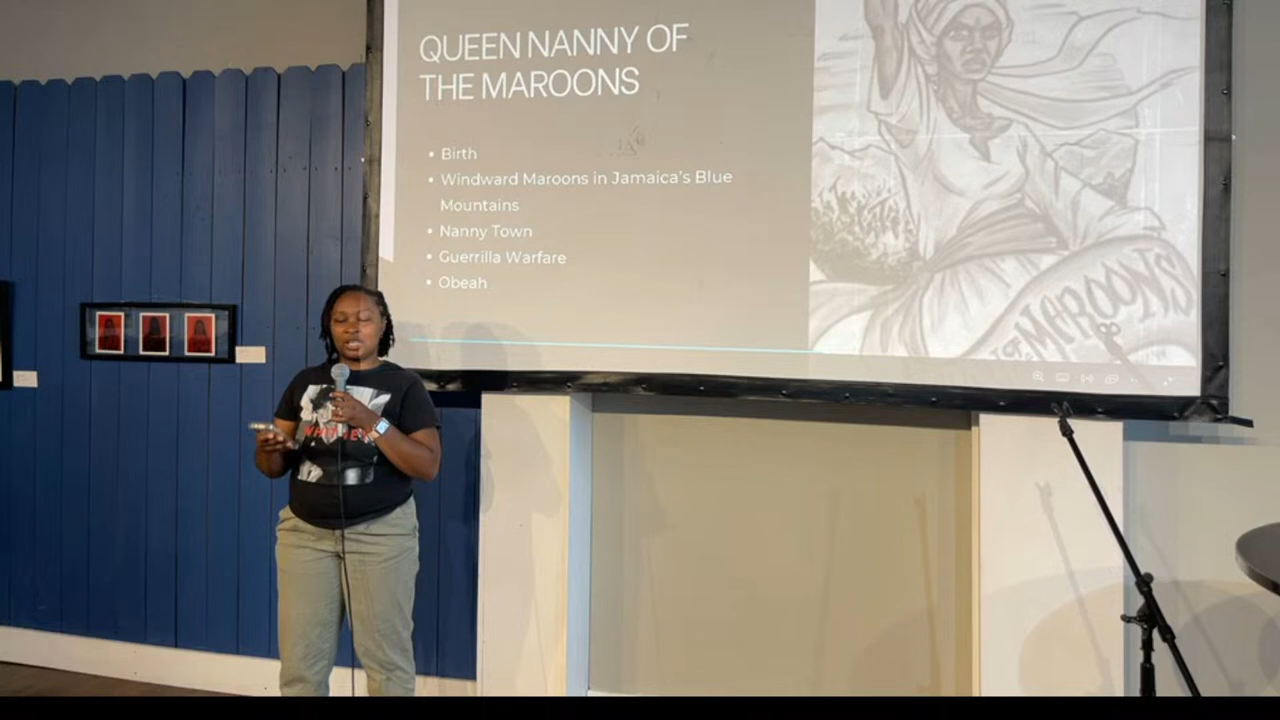 QUEEN NANNY OF
THE MAROONS
• Birth
• Windward Maroons in Jamaica's Blue
Mountains
• Nanny Town
• Guerrilla Warfare
• Obeah
MAROONS